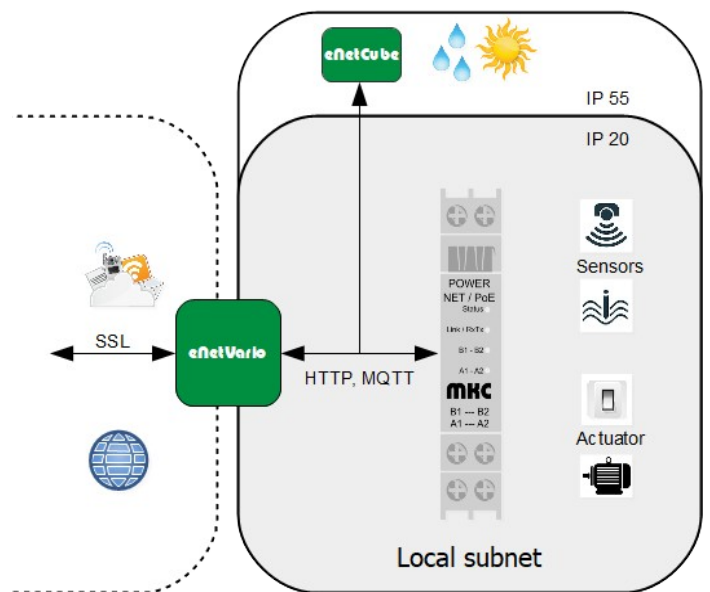 eNetCube
IP 55
IP 20
POWER
NET / PoE
Status
Link / RxTx
B1 - B2
A1 - A2
MKC
B1 --- B2
A1 --- A2
Sensors
Actuator
SSL
eNetVario
HTTP, MQTT
Local subnet